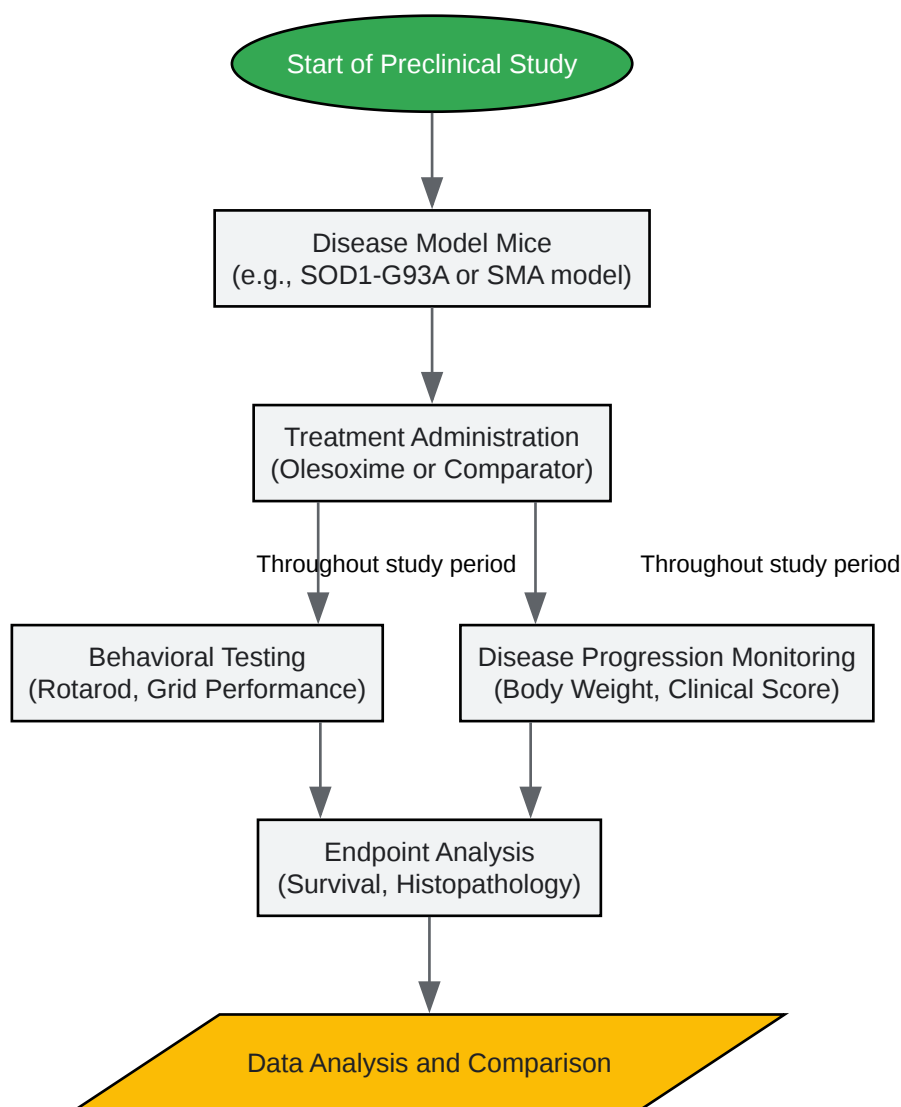 Start of Preclinical Study
Disease Model Mice
(e.g., SOD1-G93A or SMA model)
Treatment Administration
(Olesoxime or Comparator)
Throughout study period
Throughout study period
Behavioral Testing
(Rotarod, Grid Performance)
Disease Progression Monitoring
(Body Weight, Clinical Score)
Endpoint Analysis
(Survival, Histopathology)
Data Analysis and Comparison